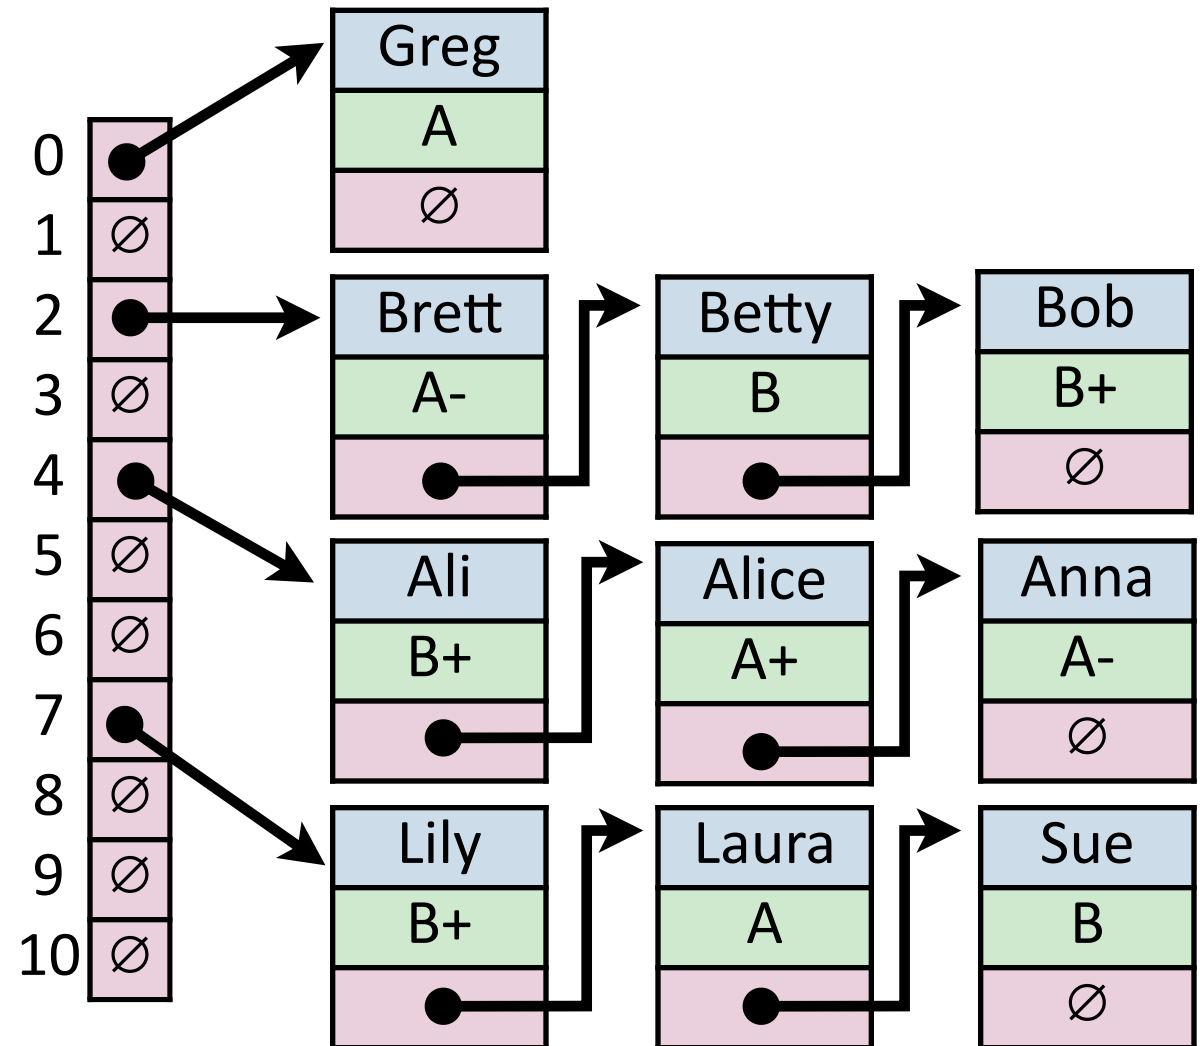 Greg
A
∅
0
1 ∅
2
3 ∅
4
5 ∅
6 ∅
7
8 ∅
9 ∅
10 ∅
Brett Betty Bob
A- B B+
∅
Ali Alice Anna
B+ A+ A-
∅
Lily Laura Sue
B+ A B
∅